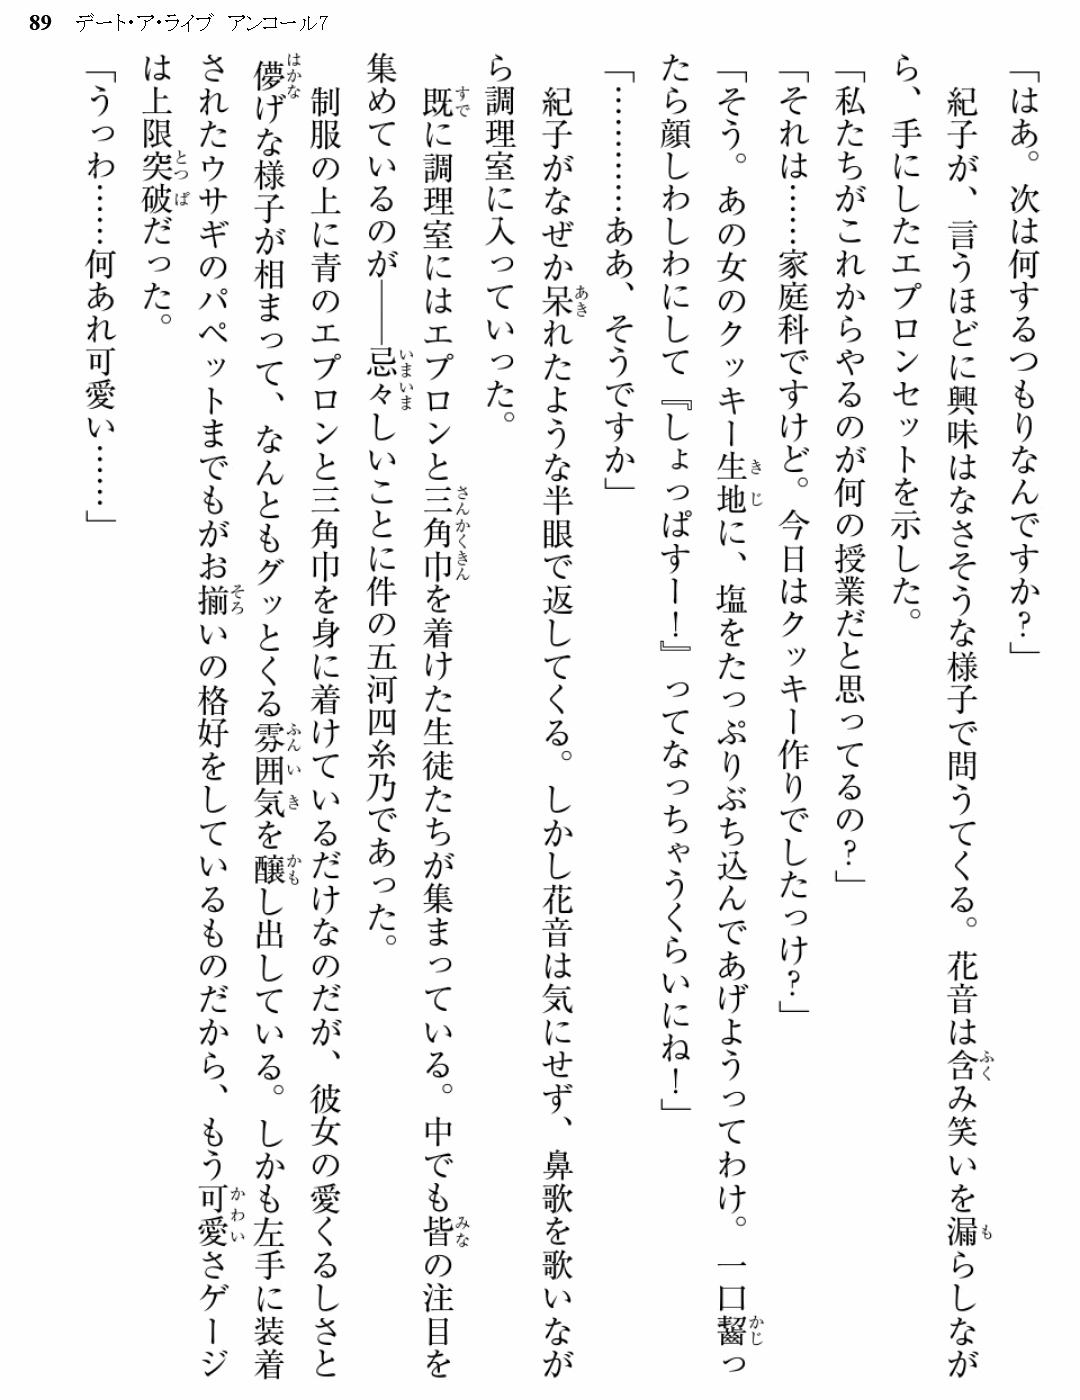 89　デート・ア・ライブ　アンコール7
「はあ。次は何するつもりなんですか？」
　紀子が、言うほどに興味はなさそうな様子で問うてくる。花音は含み笑いを漏らしなが
ら、手にしたエプロンセットを示した。
「私たちがこれからやるのが何の授業だと思ってるの？」
「それは……家庭科ですけど。今日はクッキー作りでしたっけ？」
「そう。あの女のクッキー生地に、塩をたっぷりぶち込んであげようってわけ。一口齧っ
たら顔しわしわにして『しょっぱすー！』ってなっちゃうくらいにね！」
「…………ああ、そうですか」
　紀子がなぜか呆れたような半眼で返してくる。しかし花音は気にせず、鼻歌を歌いなが
ら調理室に入っていった。
　既に調理室にはエプロンと三角巾を着けた生徒たちが集まっている。中でも皆の注目を
集めているのが――忌々しいことに件の五河四糸乃であった。
　制服の上に青のエプロンと三角巾を身に着けているだけなのだが、彼女の愛くるしさと
儚げな様子が相まって、なんともグッとくる雰囲気を醸し出している。しかも左手に装着
されたウサギのパペットまでもがお揃いの格好をしているものだから、もう可愛さゲージ
は上限突破だった。
「うっわ……何あれ可愛い……」